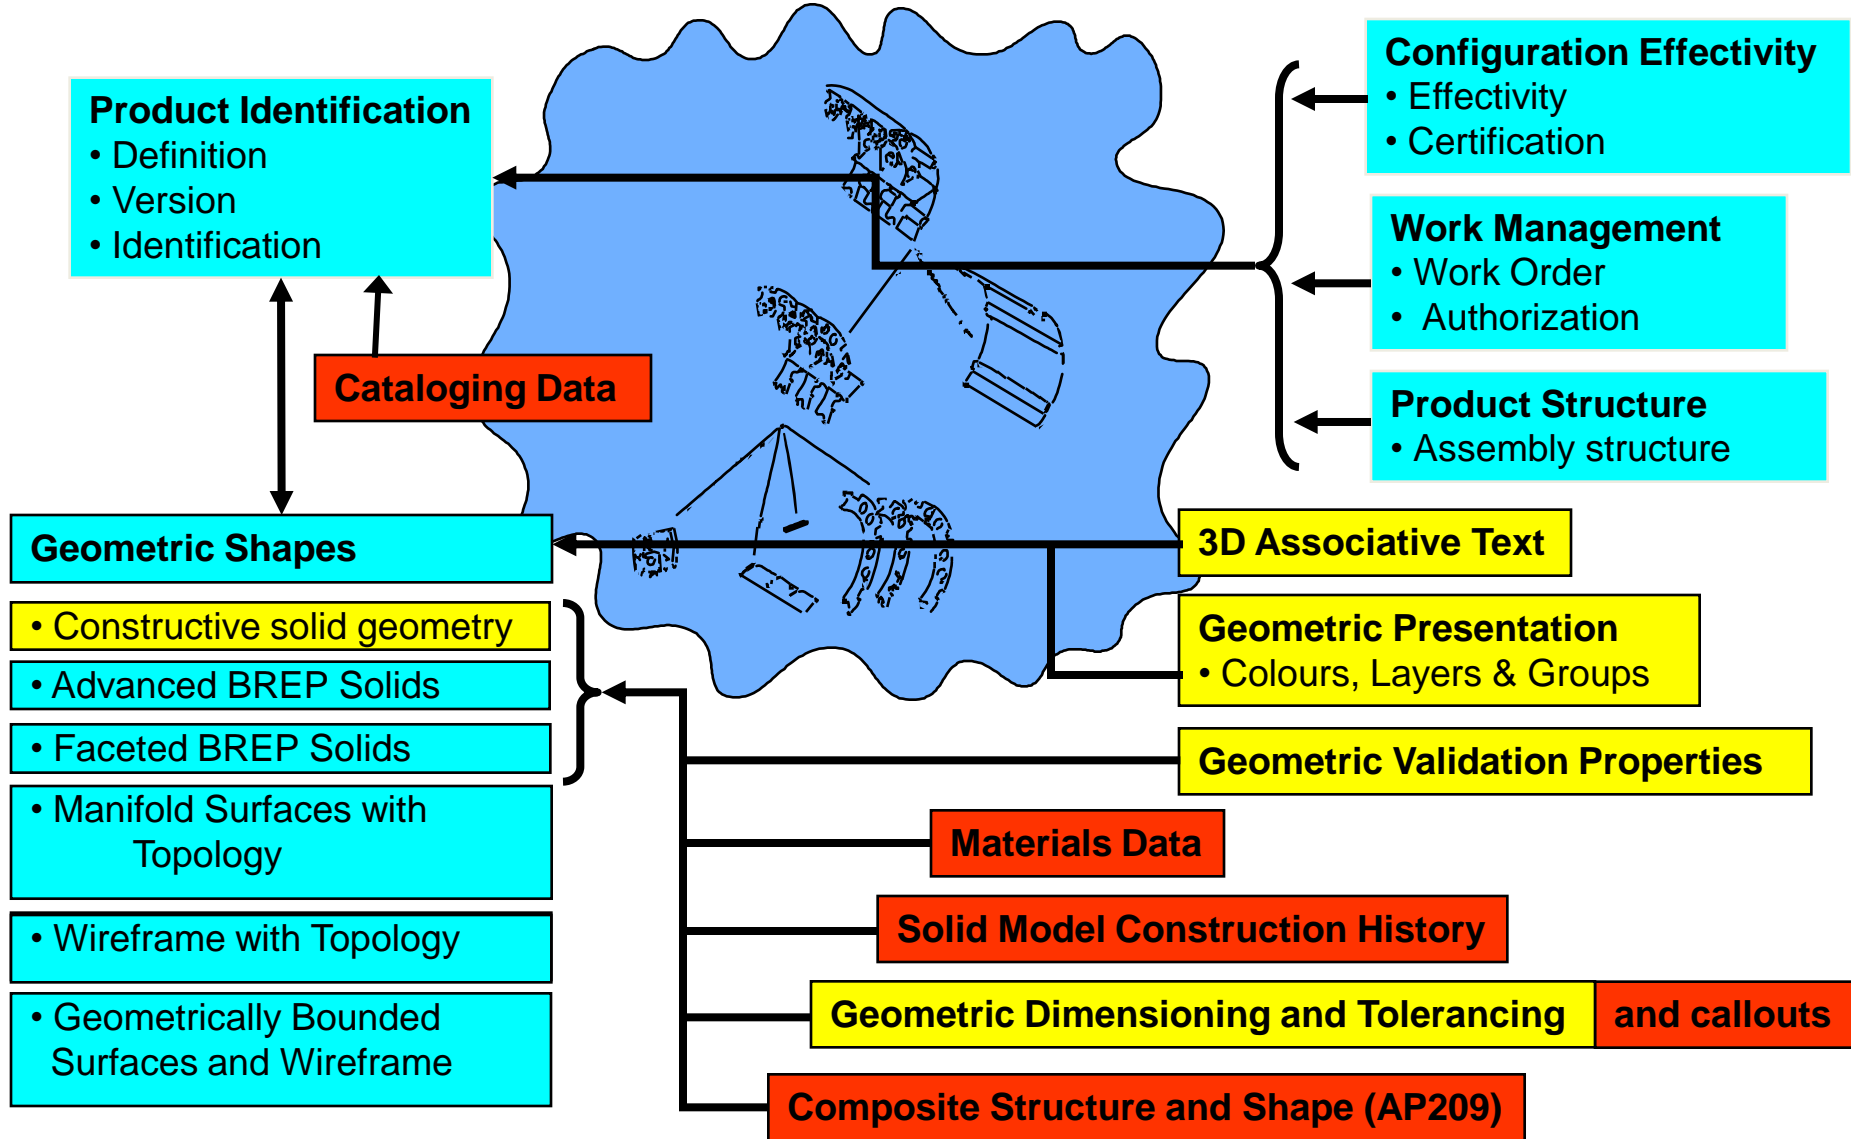 Product Identification
• Definition
• Version
• Identification
Cataloging Data
Configuration Effectivity
• Effectivity
• Certification
Work Management
• Work Order
• Authorization
Product Structure
• Assembly structure
Geometric Shapes
• Constructive solid geometry
• Advanced BREP Solids
• Faceted BREP Solids
• Manifold Surfaces with
Topology
• Wireframe with Topology
• Geometrically Bounded
Surfaces and Wireframe
3D Associative Text
Geometric Presentation
• Colours, Layers & Groups
Geometric Validation Properties
Materials Data
Solid Model Construction History
Geometric Dimensioning and Tolerancing and callouts
Composite Structure and Shape (AP209)